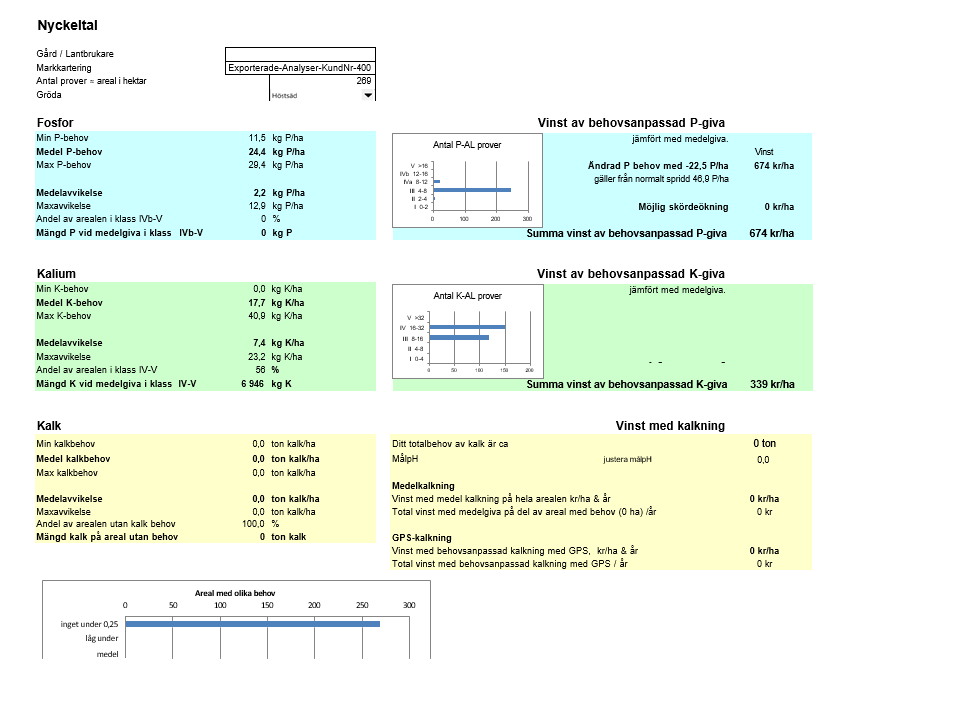 Nyckeltal
Gård / Lantbrukare
Markkartering Exporterade-Analyser-KundNr-400
Antal prover ≈ areal i hektar 269
Gröda Höstsäd
Fosfor
Min P-behov 11,5 kg P/ha
Medel P-behov 24,4 kg P/ha
Max P-behov 29,4 kg P/ha
Medelavvikelse 2,2 kg P/ha
Maxavvikelse 12,9 kg P/ha
Andel av arealen i klass IVb-V 0 %
Mängd P vid medelgiva i klass IVb-V 0 kg P
Vinst av behovsanpassad P-giva
Antal P-AL prover
V >16
IVb 12-16
IVa 8-12
III 4-8
II 2-4
I 0-2
0 100 200 300
jämfört med medelgiva.
Vinst
Ändrad P behov med -22,5 P/ha 674 kr/ha
gäller från normalt spridd 46,9 P/ha
Möjlig skördeökning 0 kr/ha
Summa vinst av behovsanpassad P-giva 674 kr/ha
Kalium
Min K-behov 0,0 kg K/ha
Medel K-behov 17,7 kg K/ha
Max K-behov 40,9 kg K/ha
Medelavvikelse 7,4 kg K/ha
Maxavvikelse 23,2 kg K/ha
Andel av arealen i klass IV-V 56 %
Mängd K vid medelgiva i klass IV-V 6 946 kg K
Vinst av behovsanpassad K-giva
Antal K-AL prover
V >32
IV 16-32
III 8-16
II 4-8
I 0-4
0 50 100 150 200
jämfört med medelgiva.
- - -
Summa vinst av behovsanpassad K-giva 339 kr/ha
Kalk
Min kalkbehov 0,0 ton kalk/ha
Medel kalkbehov 0,0 ton kalk/ha
Max kalkbehov 0,0 ton kalk/ha
Medelavvikelse 0,0 ton kalk/ha
Maxavvikelse 0,0 ton kalk/ha
Andel av arealen utan kalk behov 100,0 %
Mängd kalk på areal utan behov 0 ton kalk
Vinst med kalkning
Ditt totalbehov av kalk är ca 0 ton
MålpH justera målpH 0,0
Medelkalkning
Vinst med medel kalkning på hela arealen kr/ha & år 0 kr/ha
Total vinst med medelgiva på del av areal med behov (0 ha) /år 0 kr
GPS-kalkning
Vinst med behovsanpassad kalkning med GPS, kr/ha & år 0 kr/ha
Total vinst med behovsanpassad kalkning med GPS / år 0 kr
Areal med olika behov
0 50 100 150 200 250 300
inget under 0,25
låg under
medel